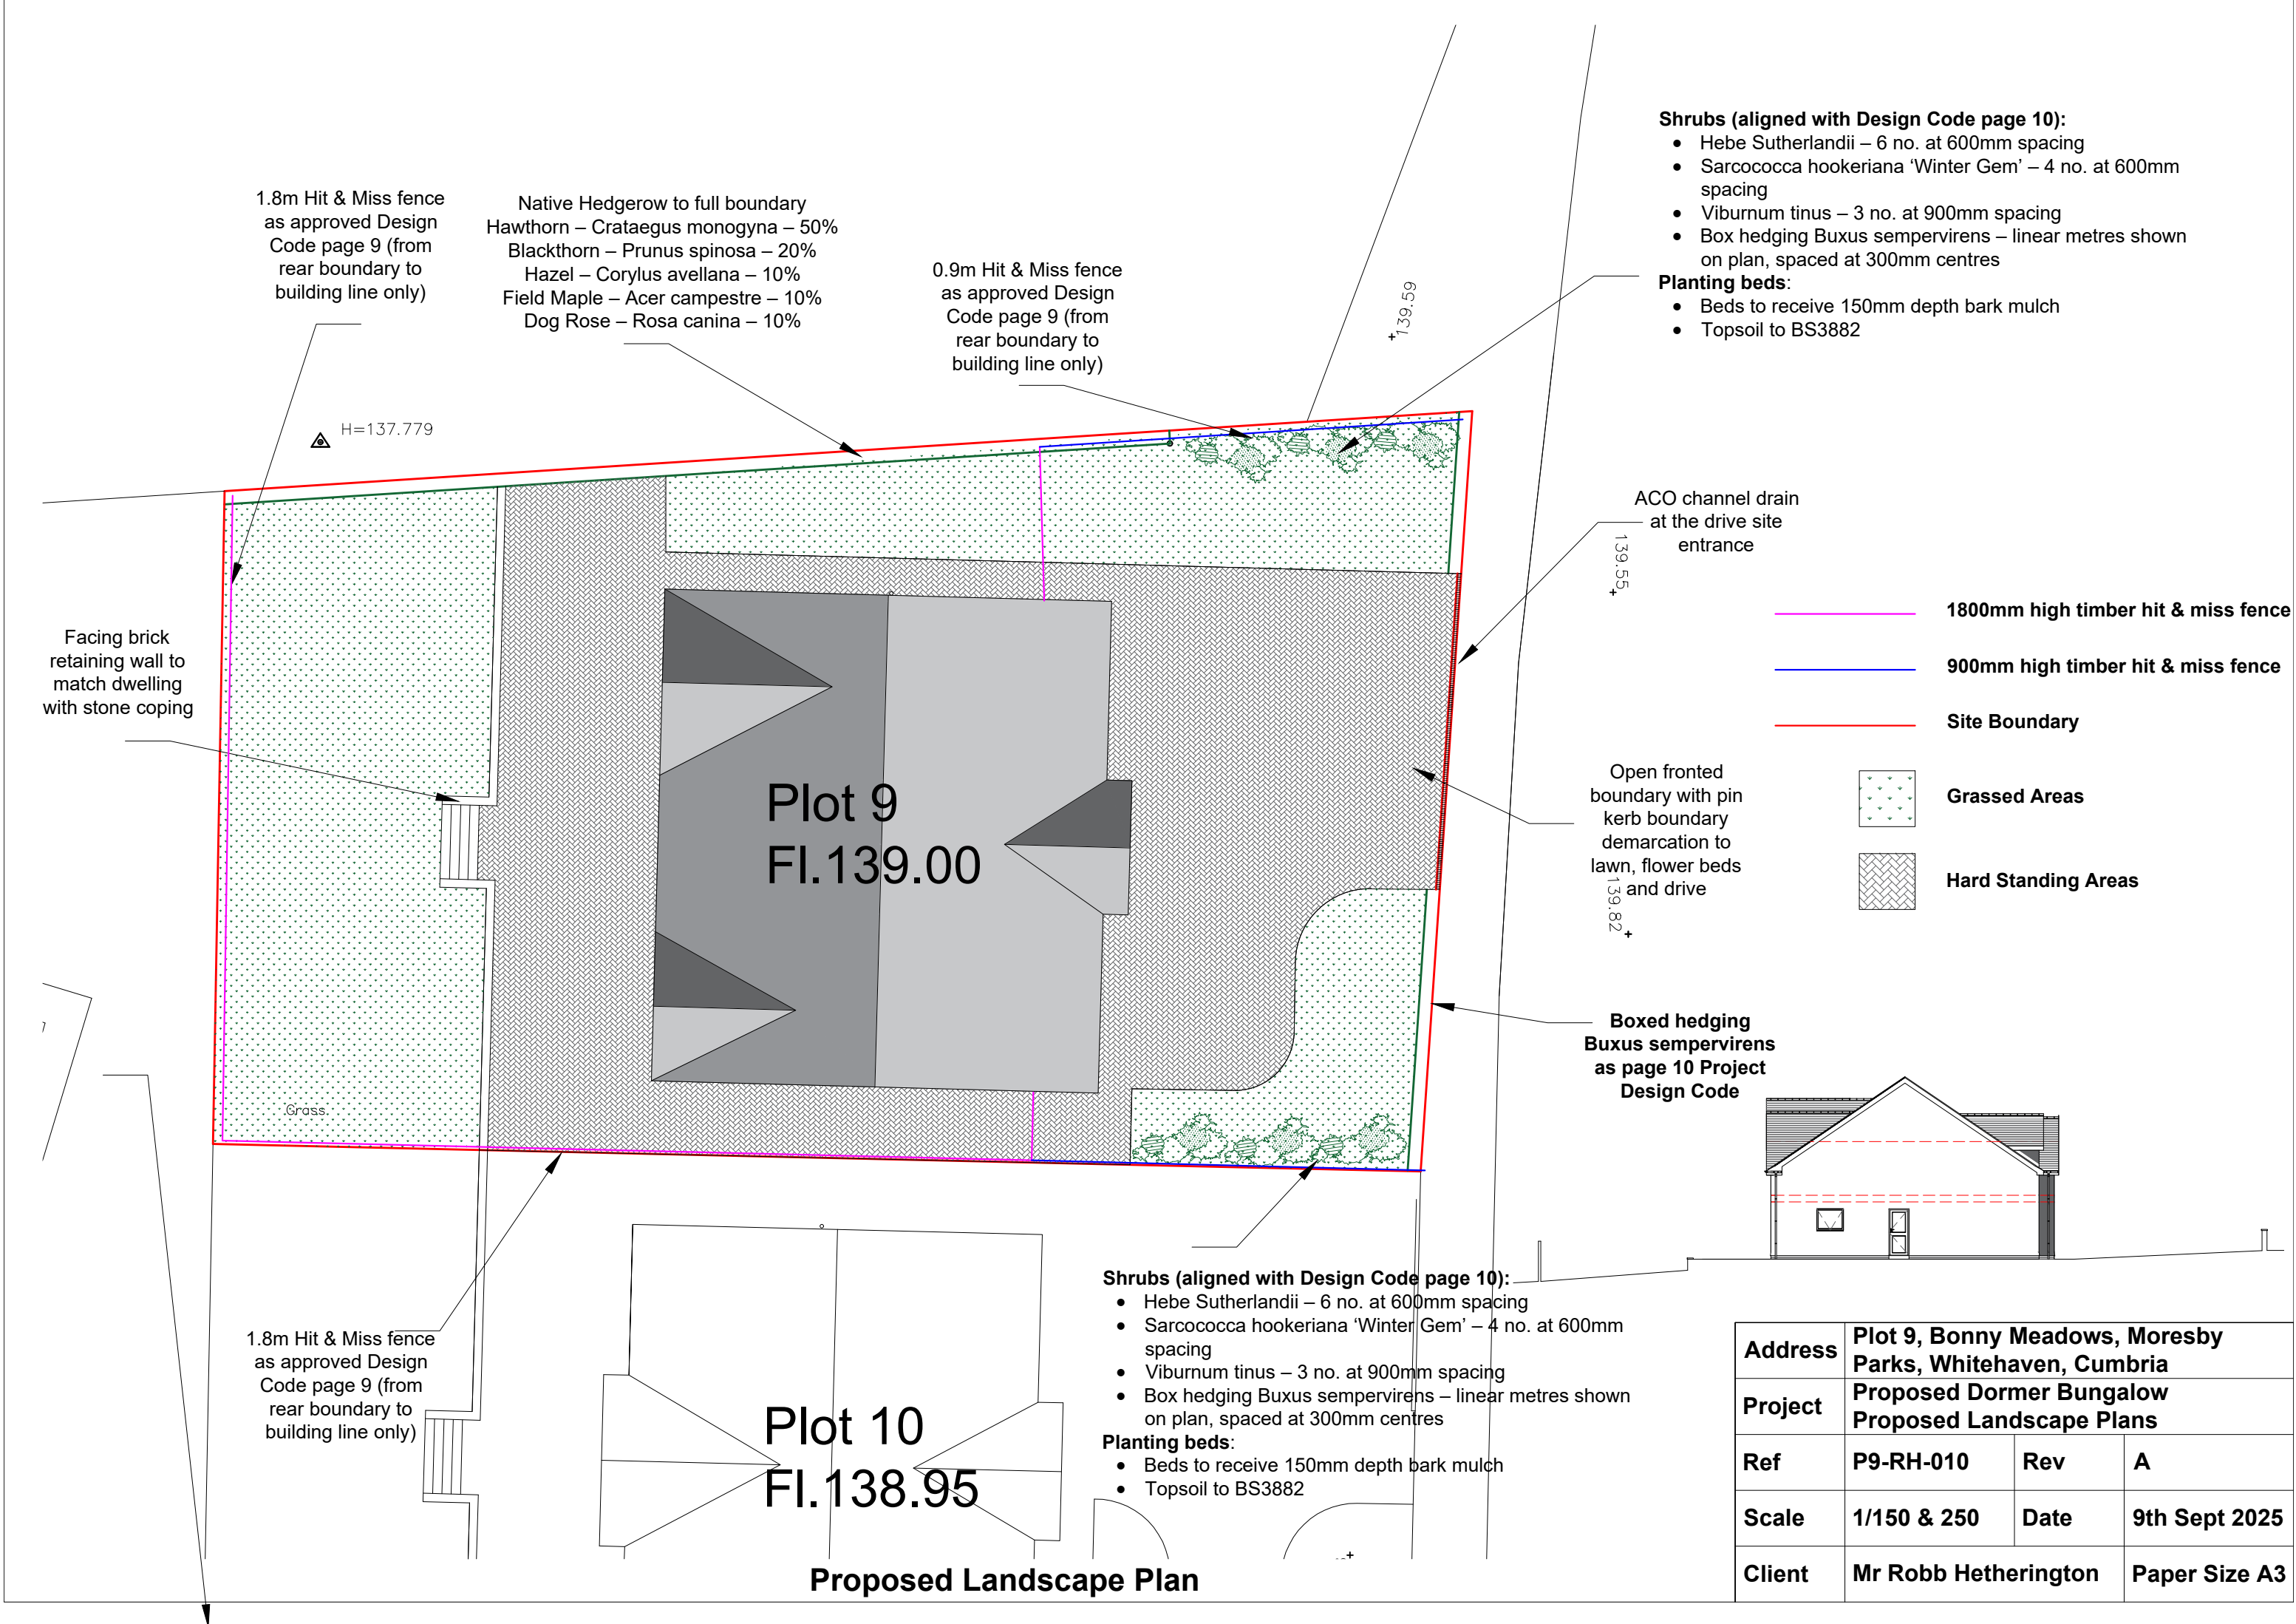 1.8m Hit & Miss fence
as approved Design
Code page 9 (from
rear boundary to
building line only)
Native Hedgerow to full boundary
Hawthorn – Crataegus monogyna – 50%
Blackthorn – Prunus spinosa – 20%
Hazel – Corylus avellana – 10%
Field Maple – Acer campestre – 10%
Dog Rose – Rosa canina – 10%
0.9m Hit & Miss fence
as approved Design
Code page 9 (from
rear boundary to
building line only)
139.59
Shrubs (aligned with Design Code page 10):
• Hebe Sutherlandii – 6 no. at 600mm spacing
• Sarcococca hookeriana ‘Winter Gem’ – 4 no. at 600mm
spacing
• Viburnum tinus – 3 no. at 900mm spacing
• Box hedging Buxus sempervirens – linear metres shown
on plan, spaced at 300mm centres
Planting beds:
• Beds to receive 150mm depth bark mulch
• Topsoil to BS3882
H=137.779
ACO channel drain
at the drive site
entrance
139.55
1800mm high timber hit & miss fence
900mm high timber hit & miss fence
Site Boundary
Grassed Areas
Hard Standing Areas
Facing brick
retaining wall to
match dwelling
with stone coping
Plot 9
Fl.139.00
Open fronted
boundary with pin
kerb boundary
demarcation to
lawn, flower beds
and drive
139.82
Boxed hedging
Buxus sempervirens
as page 10 Project
Design Code
Grass
1.8m Hit & Miss fence
as approved Design
Code page 9 (from
rear boundary to
building line only)
Plot 10
Fl.138.95
Shrubs (aligned with Design Code page 10):
• Hebe Sutherlandii – 6 no. at 600mm spacing
• Sarcococca hookeriana ‘Winter Gem’ – 4 no. at 600mm
spacing
• Viburnum tinus – 3 no. at 900mm spacing
• Box hedging Buxus sempervirens – linear metres shown
on plan, spaced at 300mm centres
Planting beds:
• Beds to receive 150mm depth bark mulch
• Topsoil to BS3882
Proposed Landscape Plan
Address Plot 9, Bonny Meadows, Moresby
Parks, Whitehaven, Cumbria
Project Proposed Dormer Bungalow
Proposed Landscape Plans
Ref P9-RH-010 Rev A
Scale 1/150 & 250 Date 9th Sept 2025
Client Mr Robb Hetherington Paper Size A3